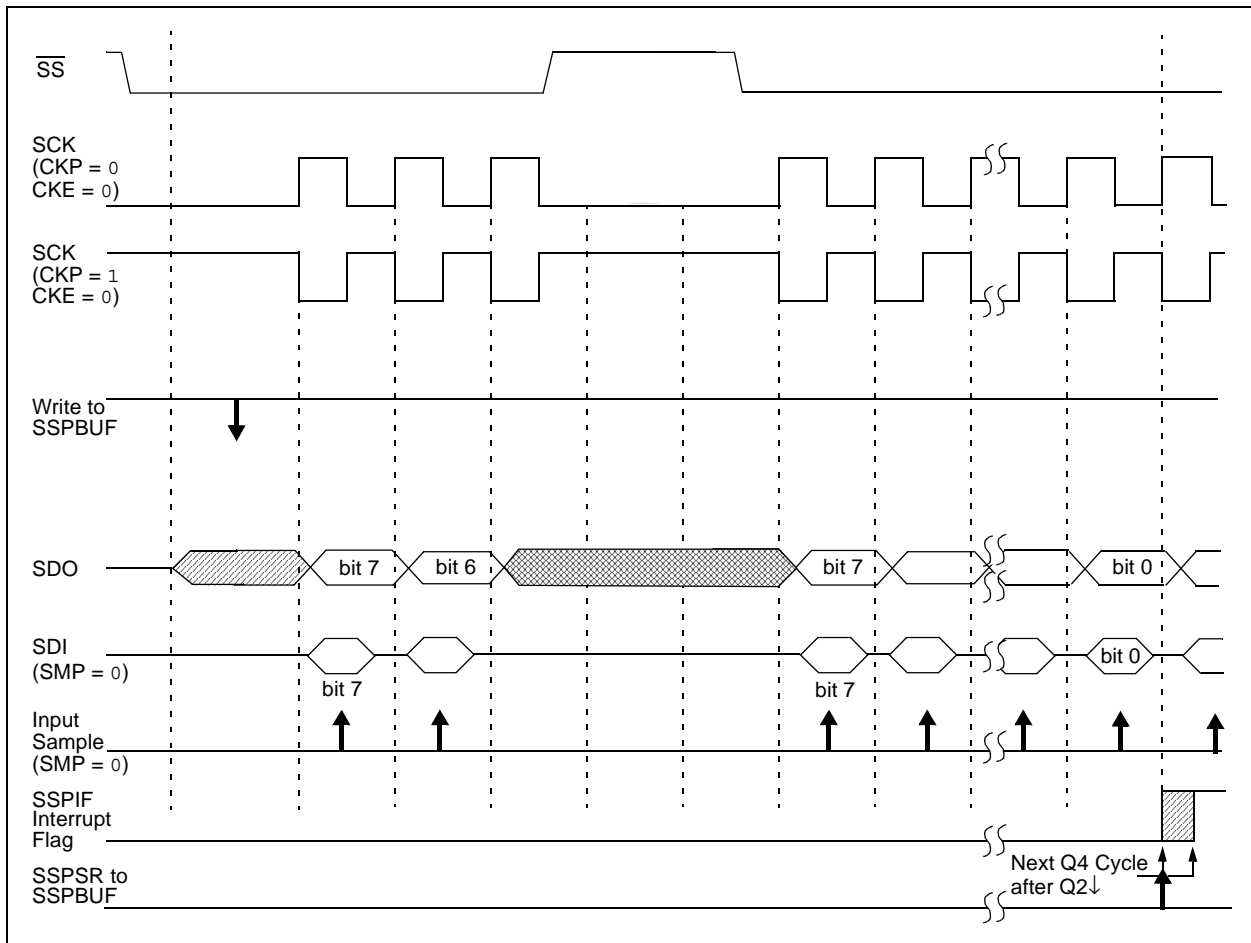 SS
SCK
(CKP = 0
CKE = 0)
SCK
(CKP = 1
CKE = 0)
Write to
SSPBUF
SDO
bit 7
bit 6
bit 7
bit 0
SDI
(SMP = 0)
bit 7
bit 7
bit 0
Input
Sample
(SMP = 0)
SSPIF
Interrupt
Flag
SSPSR to
SSPBUF
Next Q4 Cycle
after Q2↓